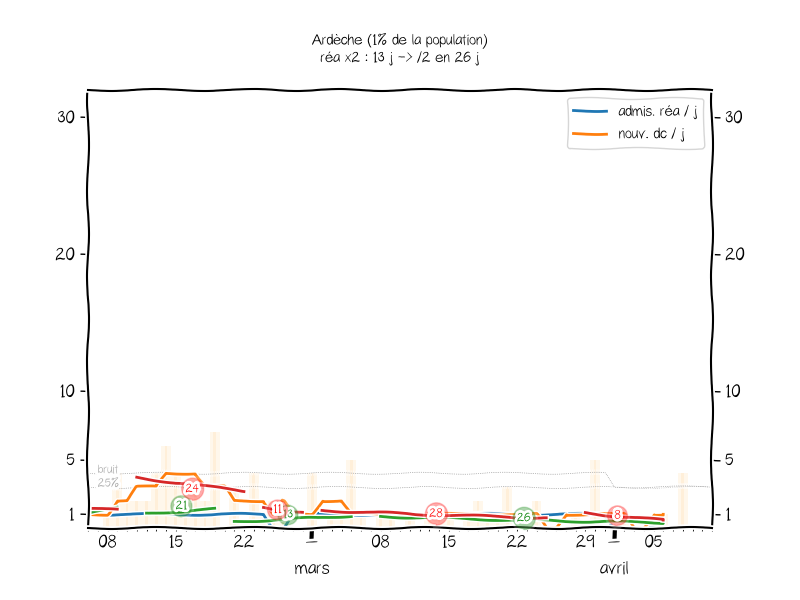 Ardèche (1% de la population)
réa x2 : 13 j -> /2 en 26 j
admis. réa / j
nouv. dc / j
30
30
20
20
10
10
5
5
bruit
25%
1
1
24
21
11
3
28
26
8
08 15 22 08 15 22 29 05
mars avril